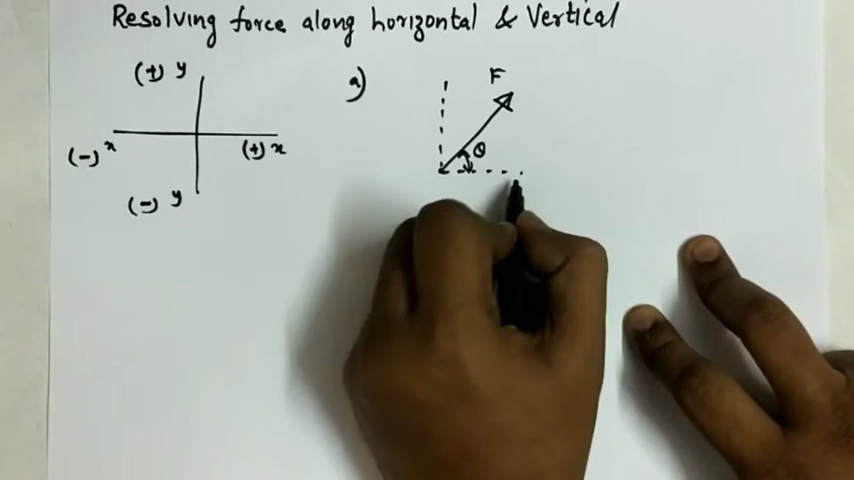 Resolving force along horizontal & Vertical
(+) y
a)
F
(-) x
(+) x
θ
(-) y